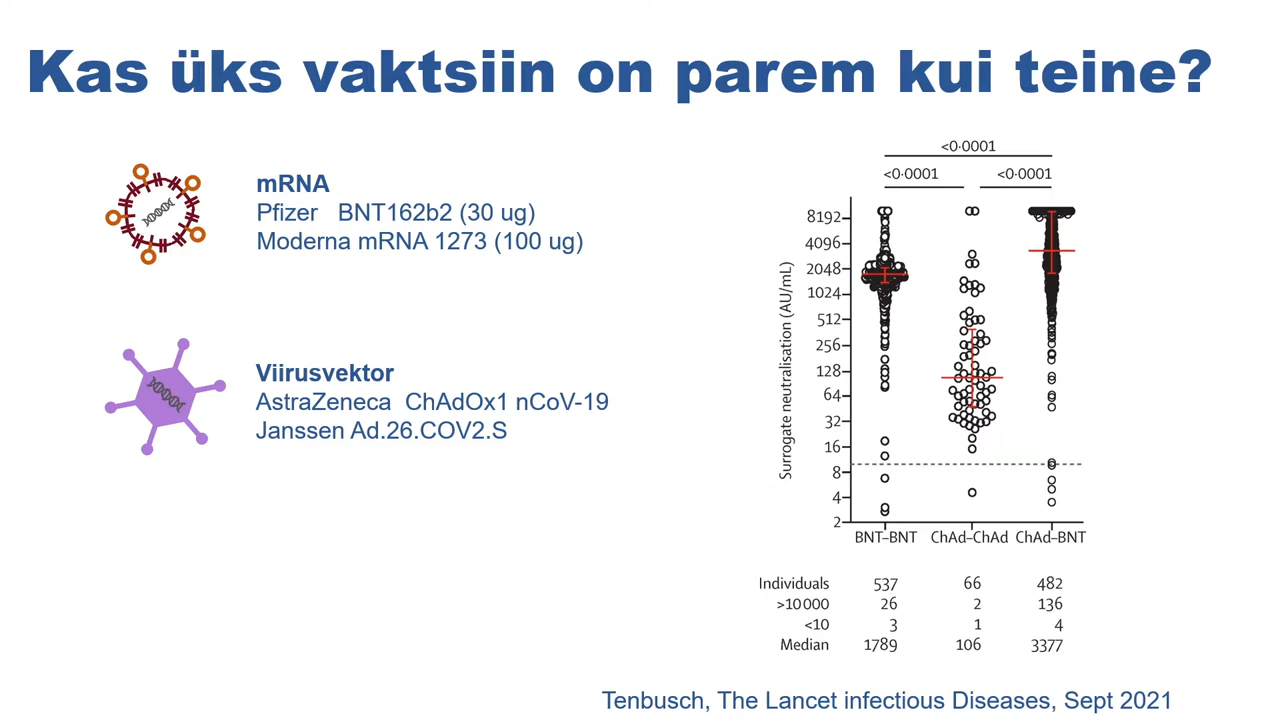 Kas üks vaktsiin on parem kui teine?
mRNA
Pfizer BNT162b2 (30 ug)
Moderna mRNA 1273 (100 ug)
Viirusvektor
AstraZeneca ChAdOx1 nCoV-19
Janssen Ad.26.COV2.S
<0·0001
<0·0001 <0·0001
Surrogate neutralisation (AU/mL)
8192
4096
2048
1024
512
256
128
64
32
16
8
4
2
BNT–BNT ChAd–ChAd ChAd–BNT
Individuals 537 66 482
>10 000 26 2 136
<10 3 1 4
Median 1789 106 3377
Tenbusch, The Lancet infectious Diseases, Sept 2021